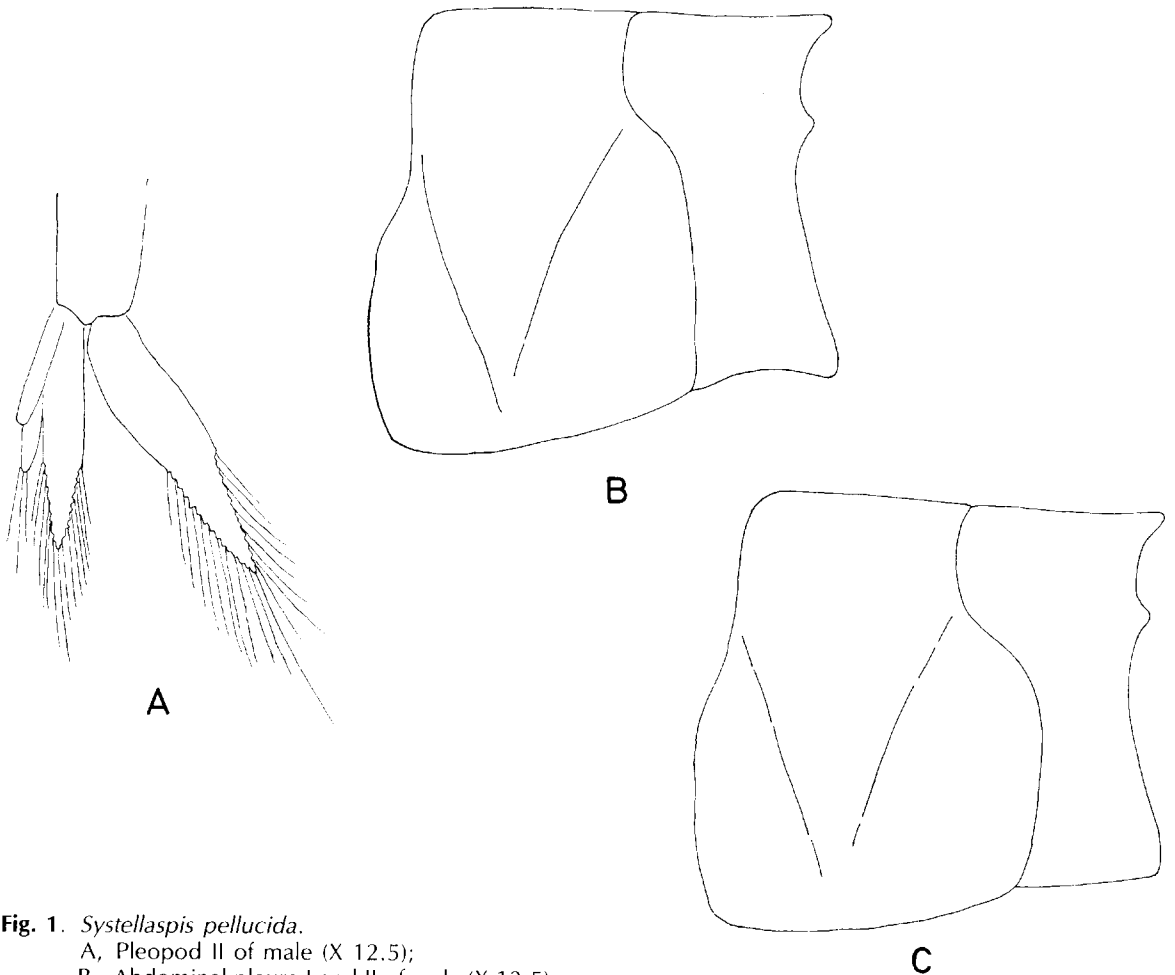 B
A
C
Fig. 1. Systellaspis pellucida.
A, Pleopod II of male (X 12.5);